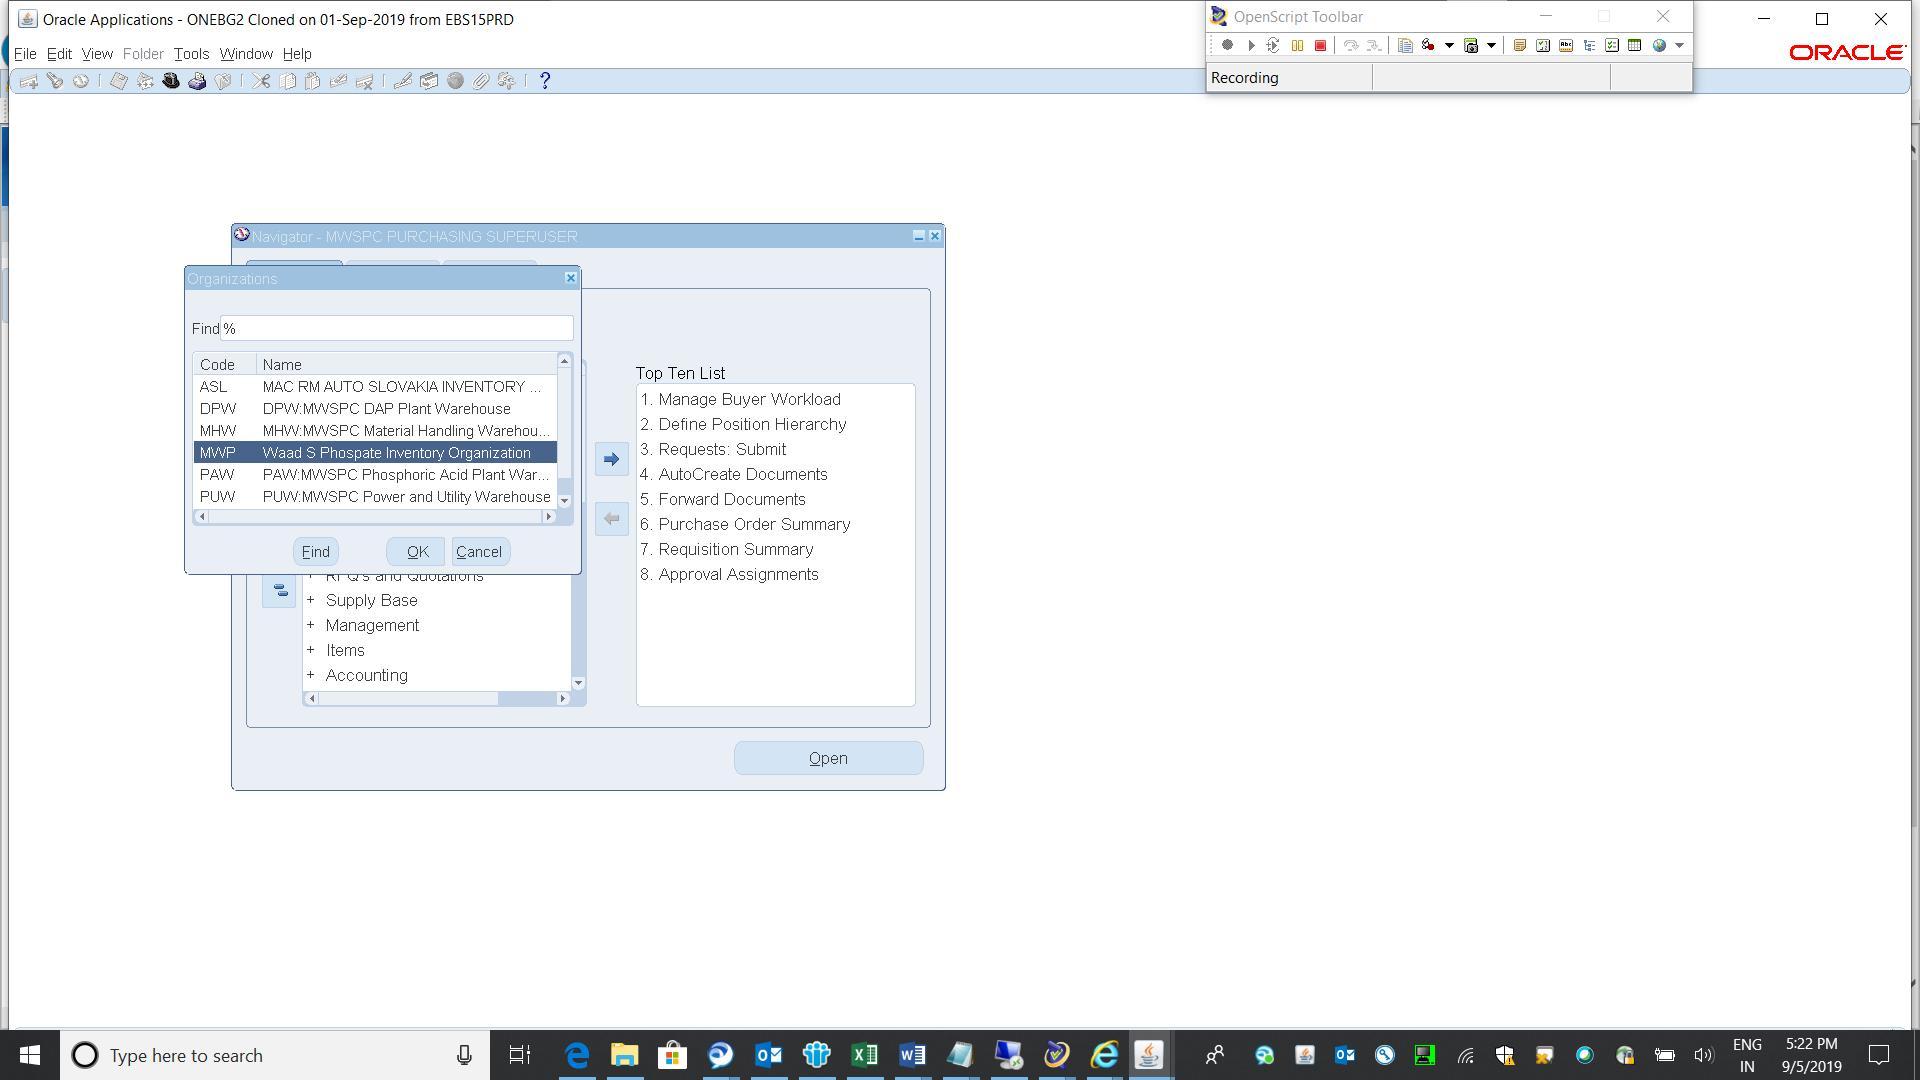 Oracle Applications - ONEBG2 Cloned on 01-Sep-2019 from EBS15PRD
File Edit View Folder Tools Window Help
OpenScript Toolbar
Recording
ORACLE
Navigator - MWSPC PURCHASING SUPERUSER
Organizations
Find %
Code Name
ASL MAC RM AUTO SLOVAKIA INVENTORY ...
DPW DPW:MWSPC DAP Plant Warehouse
MHW MHW:MWSPC Material Handling Warehou...
MWP Waad S Phospate Inventory Organization
PAW PAW:MWSPC Phosphoric Acid Plant War...
PUW PUW:MWSPC Power and Utility Warehouse
Find OK Cancel
+ RFQ's and Quotations
+ Supply Base
+ Management
+ Items
+ Accounting
Top Ten List
1. Manage Buyer Workload
2. Define Position Hierarchy
3. Requests: Submit
4. AutoCreate Documents
5. Forward Documents
6. Purchase Order Summary
7. Requisition Summary
8. Approval Assignments
Open
Type here to search
ENG
IN
5:22 PM
9/5/2019